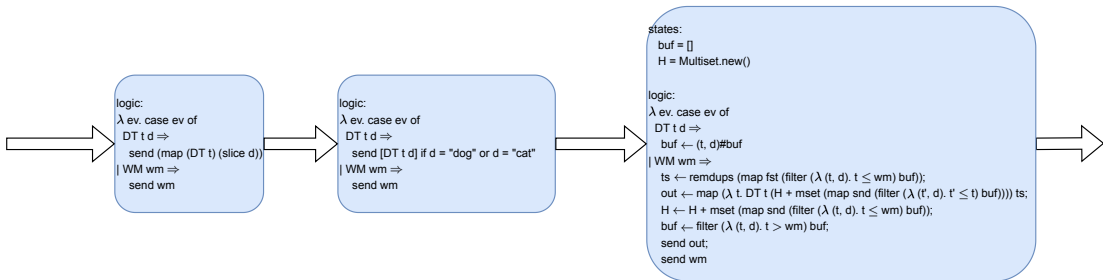 logic:
λ ev. case ev of
DT t d ⇒
send (map (DT t) (slice d))
| WM wm ⇒
send wm
logic:
λ ev. case ev of
DT t d ⇒
send [DT t d] if d = "dog" or d = "cat"
| WM wm ⇒
send wm
states:
buf = []
H = Multiset.new()
logic:
λ ev. case ev of
DT t d ⇒
buf ← (t, d)#buf
| WM wm ⇒
ts ← remdups (map fst (filter (λ (t, d). t ≤ wm) buf));
out ← map (λ t. DT t (H + mset (map snd (filter (λ (t', d). t' ≤ t) buf)))) ts;
H ← H + mset (map snd (filter (λ (t, d). t ≤ wm) buf));
buf ← filter (λ (t, d). t > wm) buf;
send out;
send wm